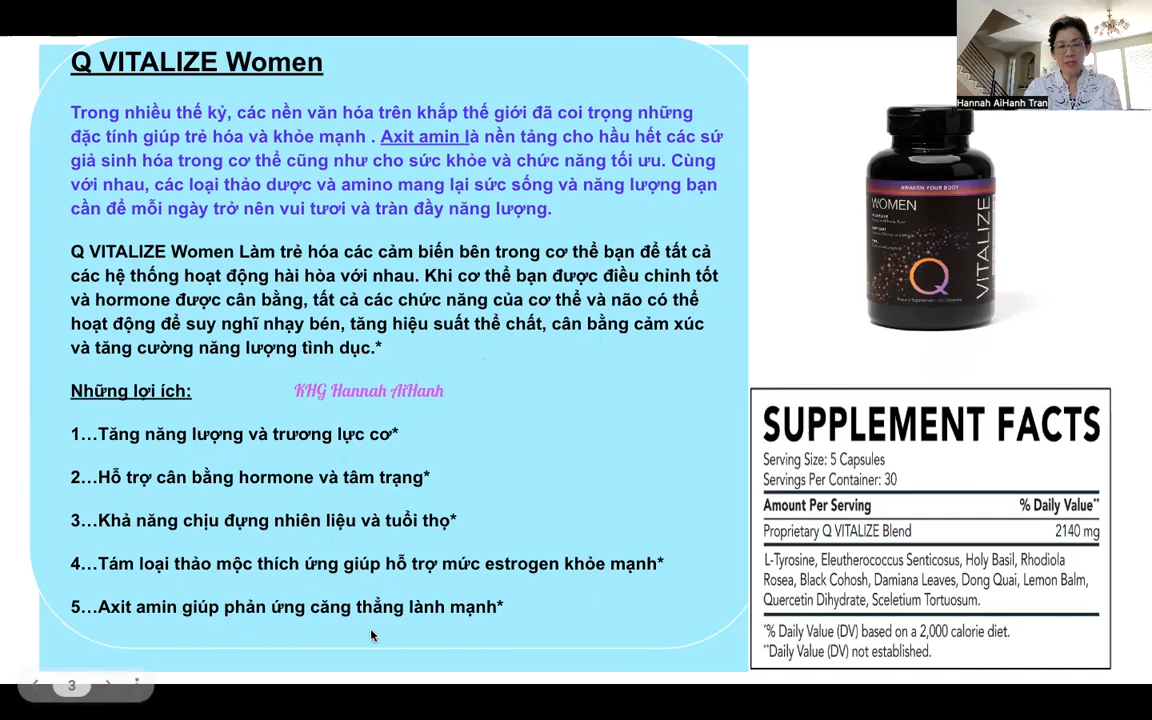 Q VITALIZE Women
Trong nhiều thế kỷ, các nền văn hóa trên khắp thế giới đã coi trọng những
đặc tính giúp trẻ hóa và khỏe mạnh . Axit amin là nền tảng cho hầu hết các sứ
giả sinh hóa trong cơ thể cũng như cho sức khỏe và chức năng tối ưu. Cùng
với nhau, các loại thảo dược và amino mang lại sức sống và năng lượng bạn
cần để mỗi ngày trở nên vui tươi và tràn đầy năng lượng.
Q VITALIZE Women Làm trẻ hóa các cảm biến bên trong cơ thể bạn để tất cả
các hệ thống hoạt động hài hòa với nhau. Khi cơ thể bạn được điều chỉnh tốt
và hormone được cân bằng, tất cả các chức năng của cơ thể và não có thể
hoạt động để suy nghĩ nhạy bén, tăng hiệu suất thể chất, cân bằng cảm xúc
và tăng cường năng lượng tình dục.*
Những lợi ích:
KHG Hannah AiHanh
1…Tăng năng lượng và trương lực cơ*
2…Hỗ trợ cân bằng hormone và tâm trạng*
3…Khả năng chịu đựng nhiên liệu và tuổi thọ*
4…Tám loại thảo mộc thích ứng giúp hỗ trợ mức estrogen khỏe mạnh*
5…Axit amin giúp phản ứng căng thẳng lành mạnh*
3
Hannah AiHanh Tran
AWAKEN YOUR BODY
WOMEN
VITALIZE
Q
SUPPLEMENT FACTS
Serving Size: 5 Capsules
Servings Per Container: 30
Amount Per Serving % Daily Value**
Proprietary Q VITALIZE Blend 2140 mg
L-Tyrosine, Eleutherococcus Senticosus, Holy Basil, Rhodiola
Rosea, Black Cohosh, Damiana Leaves, Dong Quai, Lemon Balm,
Quercetin Dihydrate, Sceletium Tortuosum.
*% Daily Value (DV) based on a 2,000 calorie diet.
**Daily Value (DV) not established.